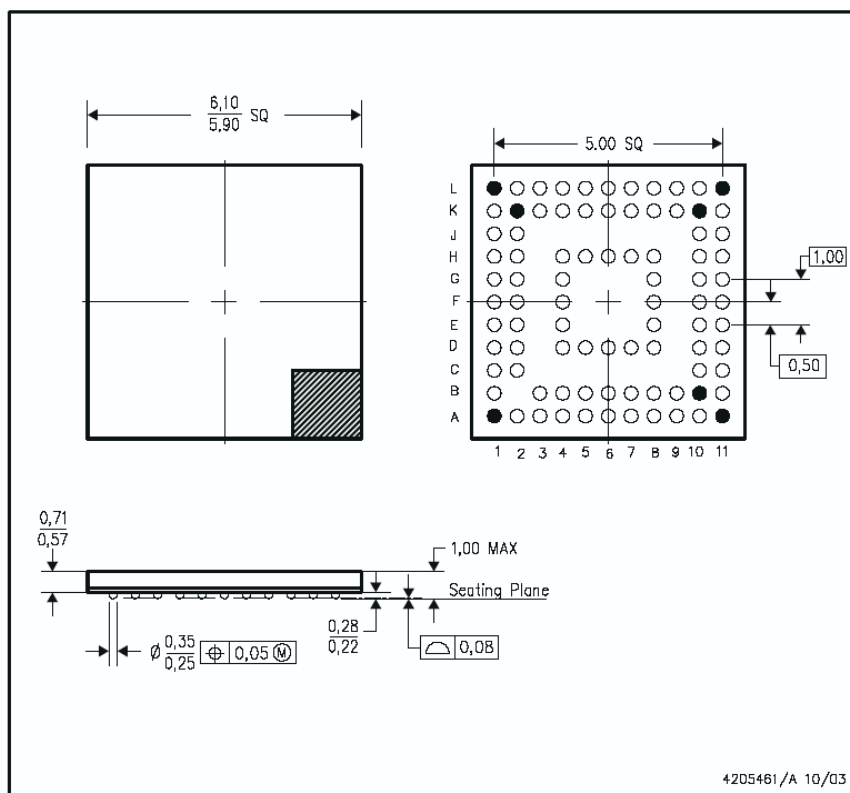 6,10
5,90 SQ
5.00 SQ
L
K
J
H
G
F
E
D
C
B
A
1 2 3 4 5 6 7 8 9 10 11
1,00
0,50
0,71
0,57
1,00 MAX
Seating Plane
0,28
0,22
Ø 0,35
0,25
⌖ 0,05 Ⓜ
⌓ 0,08
4205461/A 10/03